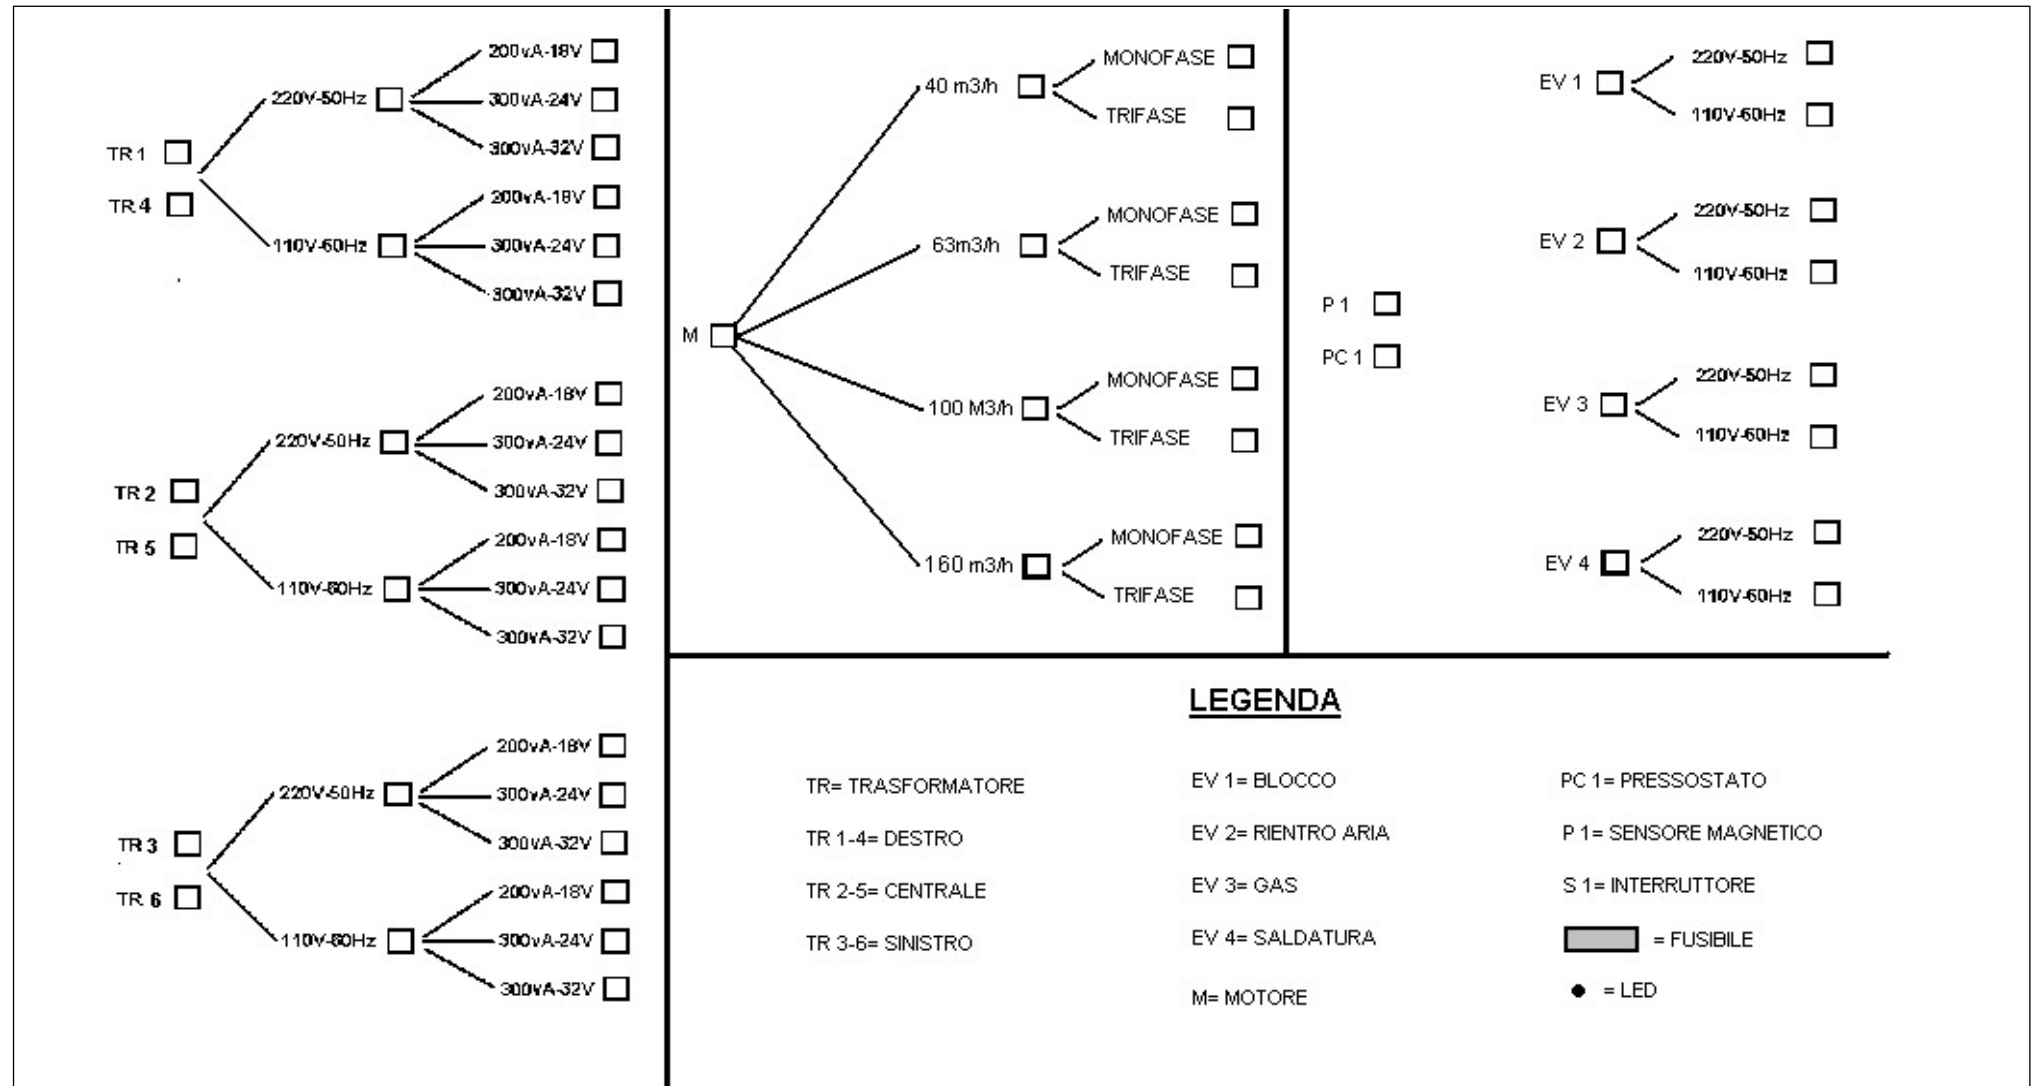 200vA-18V
220V-50Hz 300vA-24V
300vA-32V
TR 1
TR 4
200vA-18V
110V-60Hz 300vA-24V
300vA-32V
200vA-18V
220V-50Hz 300vA-24V
300vA-32V
TR 2
TR 5
200vA-18V
110V-60Hz 300vA-24V
300vA-32V
200vA-18V
220V-50Hz 300vA-24V
300vA-32V
TR 3
TR 6
200vA-18V
110V-60Hz 300vA-24V
300vA-32V
M
40 m3/h
MONOFASE
TRIFASE
63m3/h
MONOFASE
TRIFASE
100 M3/h
MONOFASE
TRIFASE
160 m3/h
MONOFASE
TRIFASE
P 1
PC 1
EV 1
220V-50Hz
110V-60Hz
EV 2
220V-50Hz
110V-60Hz
EV 3
220V-50Hz
110V-60Hz
EV 4
220V-50Hz
110V-60Hz
LEGENDA
TR= TRASFORMATORE
TR 1-4= DESTRO
TR 2-5= CENTRALE
TR 3-6= SINISTRO
EV 1= BLOCCO
EV 2= RIENTRO ARIA
EV 3= GAS
EV 4= SALDATURA
M= MOTORE
PC 1= PRESSOSTATO
P 1= SENSORE MAGNETICO
S 1= INTERRUTTORE
= FUSIBILE
= LED